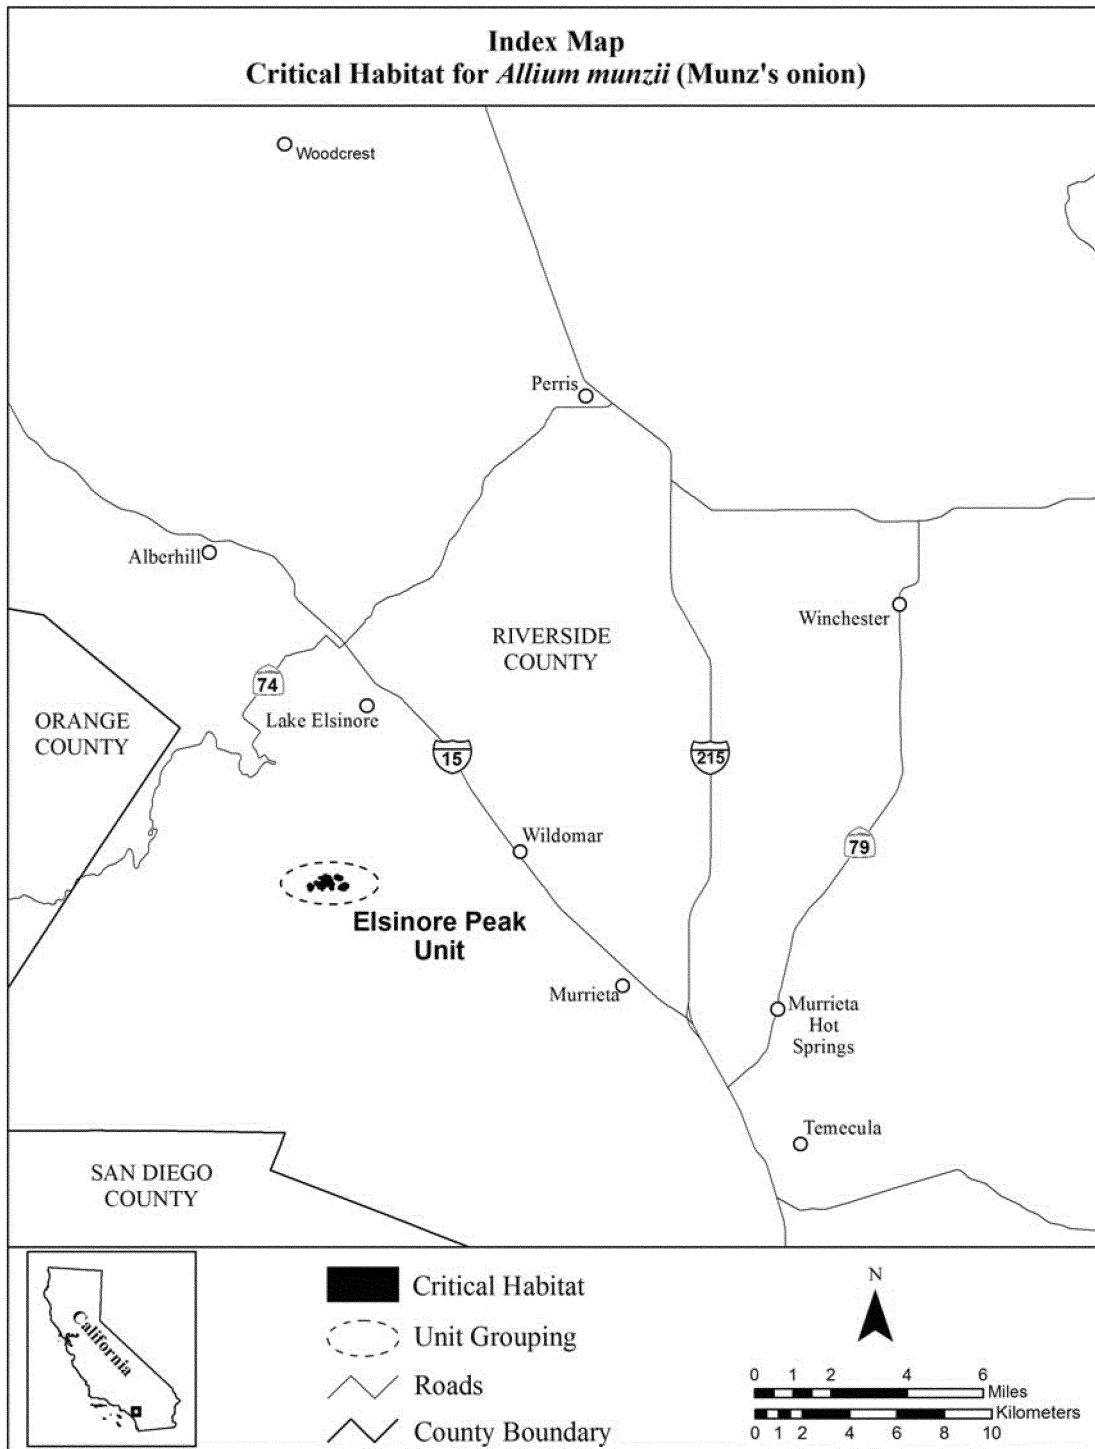 Index Map
Critical Habitat for Allium munzii (Munz's onion)
Woodcrest
Perris
Alberhill
Winchester
RIVERSIDE
COUNTY
74
ORANGE
COUNTY
Lake Elsinore
15
215
Wildomar
79
Elsinore Peak
Unit
Murrieta
Murrieta
Hot
Springs
Temecula
SAN DIEGO
COUNTY
California
Critical Habitat
Unit Grouping
Roads
County Boundary
N
0 1 2 4 6
Miles
Kilometers
0 1 2 4 6 8 10